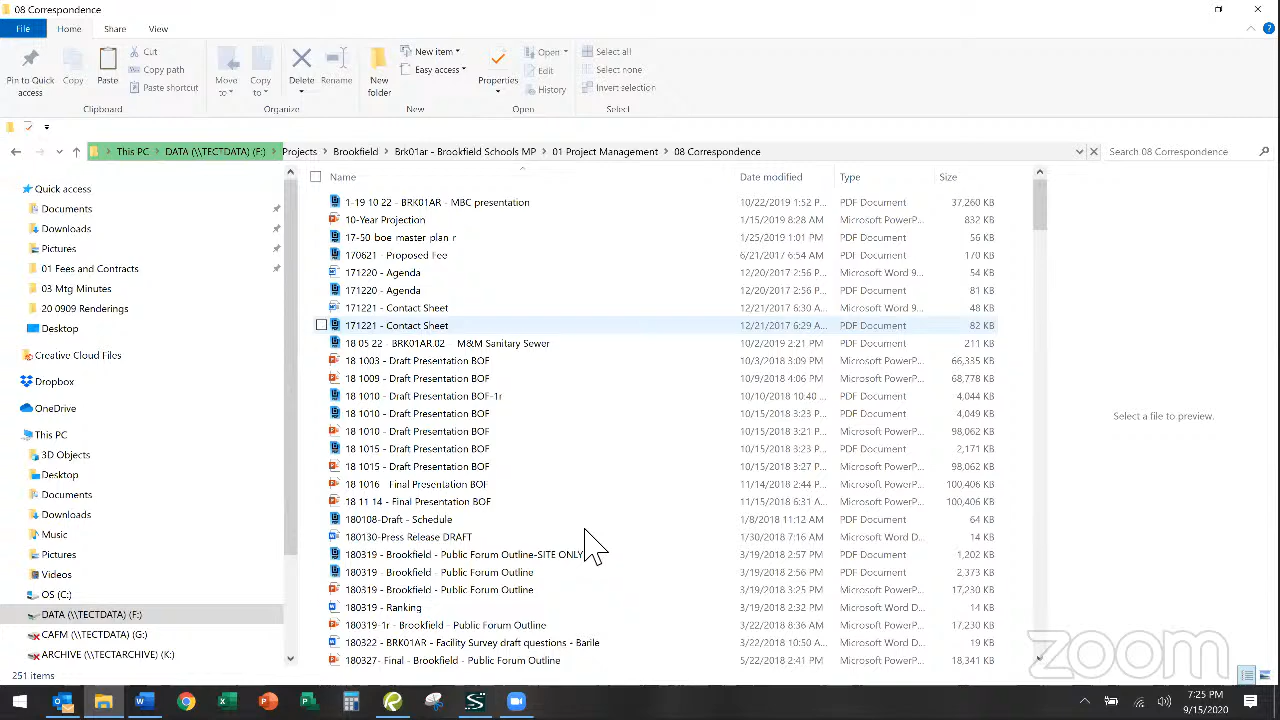 08 Correspondence
File Home Share View
Pin to Quick access
Copy
Paste
Cut
Copy path
Paste shortcut
Clipboard
Move to
Copy to
Delete
Rename
Organize
New folder
New item
Easy access
New
Properties
Open
Edit
History
Open
Select all
Select none
Invert selection
Select
This PC > DATA (\\TECTDATA) (F:) > Projects > Brookfield > Brk01ar - Brookfield Schools MP > 01 Project Management > 08 Correspondence
Search 08 Correspondence
Quick access
Documents
Downloads
Pictures
01 Fees and Contracts
03 Mtg Minutes
20 0909 Renderings
Desktop
Creative Cloud Files
Dropbox
OneDrive
This PC
3D Objects
Desktop
Documents
Downloads
Music
Pictures
Videos
OS (C:)
DATA (\\TECTDATA) (F:)
CAFM (\\TECTDATA) (G:)
ARCHIVE (\\TECTARCHIVE) (K:)
Name Date modified Type Size
1-19 10 22 - BRK01AR - MBC presentation 10/22/2019 1:52 P... PDF Document 37,260 KB
10-Year Projection 1/15/2019 8:28 AM Microsoft PowerP... 832 KB
17-50 boe master plan r 1/25/2019 1:01 PM PDF Document 56 KB
170621 - Proposed Fee 6/21/2017 6:54 AM PDF Document 170 KB
171220 - Agenda 12/20/2017 2:56 P... Microsoft Word 9... 54 KB
171220 - Agenda 12/20/2017 2:56 P... PDF Document 81 KB
171221 - Contact Sheet 12/21/2017 6:30 A... Microsoft Word 9... 48 KB
171221 - Contact Sheet 12/21/2017 6:29 A... PDF Document 82 KB
18 05 22 - BRK01AR.02 - M&M Sanitary Sewer 10/2/2019 2:21 PM PDF Document 211 KB
18 1003 - Draft Presentation BOF 10/3/2018 3:09 PM Microsoft PowerP... 66,335 KB
18 1009 - Draft Presentation BOF 10/9/2018 4:06 PM Microsoft PowerP... 68,778 KB
18 1010 - Draft Presentation BOF-1r 10/10/2018 10:40 ... PDF Document 4,044 KB
18 1010 - Draft Presentation BOF 10/15/2018 3:23 P... PDF Document 4,049 KB
18 1010 - Draft Presentation BOF 10/15/2018 3:21 P... Microsoft PowerP... 98,062 KB
18 1015 - Draft Presentation BOF 10/15/2018 3:23 P... PDF Document 2,171 KB
18 1015 - Draft Presentation BOF 10/15/2018 3:27 P... Microsoft PowerP... 98,062 KB
18 1016 - Final Presentation BOF 11/14/2018 2:44 P... Microsoft PowerP... 100,406 KB
18 11 14 - Final Presentation BOF 11/15/2018 6:31 A... Microsoft PowerP... 100,406 KB
180108-Draft - Schedule 1/8/2018 11:12 AM PDF Document 64 KB
180130-Press Release DRAFT 1/30/2018 7:16 AM Microsoft Word D... 14 KB
180319 - Brookfield - Public Forum Outline-SITE ONLY 3/19/2018 2:57 PM PDF Document 1,202 KB
180319 - Brookfield - Public Forum Outline 3/19/2018 2:56 PM PDF Document 2,373 KB
180319 - Brookfield - Public Forum Outline 3/19/2018 3:25 PM Microsoft PowerP... 17,230 KB
180319 - Ranking 3/19/2018 2:32 PM Microsoft Word D... 14 KB
180319-1r - Brookfield - Public Forum Outline 3/22/2018 8:36 AM Microsoft PowerP... 17,230 KB
180322 - BRK01AR - Facility Survey draft questions - Barile 3/22/2018 10:50 A... Microsoft Word D... 19 KB
180327- Final - Brookfield - Public Forum Outline 5/22/2018 2:41 PM Microsoft PowerP... 18,341 KB
Select a file to preview.
zoom
251 items
7:25 PM
9/15/2020